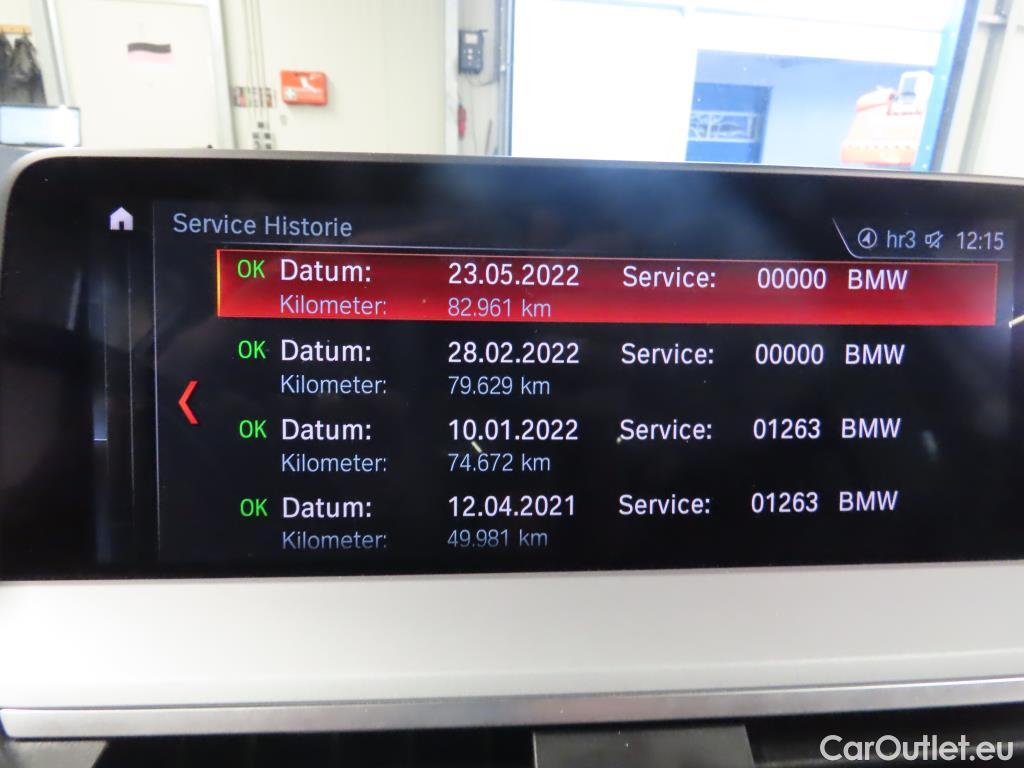 Service Historie
hr3 12:15
OK Datum: 23.05.2022 Service: 00000 BMW
Kilometer: 82.961 km
OK Datum: 28.02.2022 Service: 00000 BMW
Kilometer: 79.629 km
OK Datum: 10.01.2022 Service: 01263 BMW
Kilometer: 74.672 km
OK Datum: 12.04.2021 Service: 01263 BMW
Kilometer: 49.981 km
CarOutlet.eu